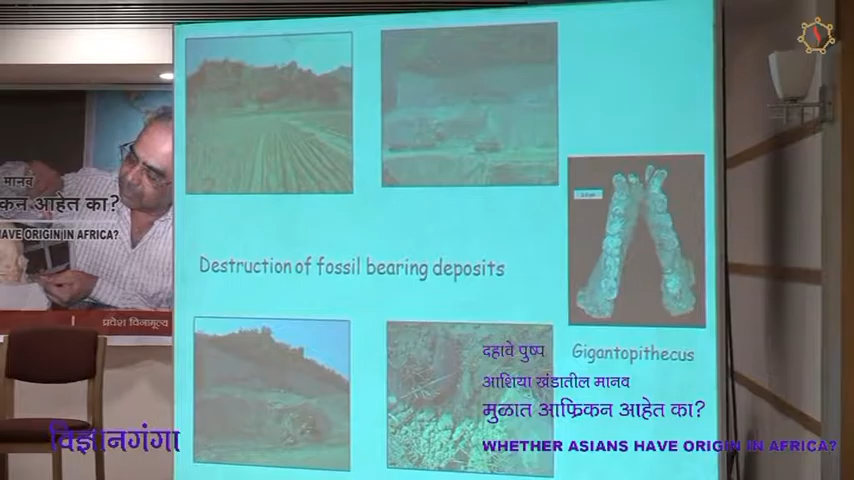 मानव
कन आहेत का?
HAVE ORIGIN IN AFRICA?
प्रवेश विनामूल्य
Destruction of fossil bearing deposits
Gigantopithecus
दहावे पुष्प
आशिया खंडातील मानव
मुळात आफ्रिकन आहेत का?
WHETHER ASIANS HAVE ORIGIN IN AFRICA?
विज्ञानगंगा